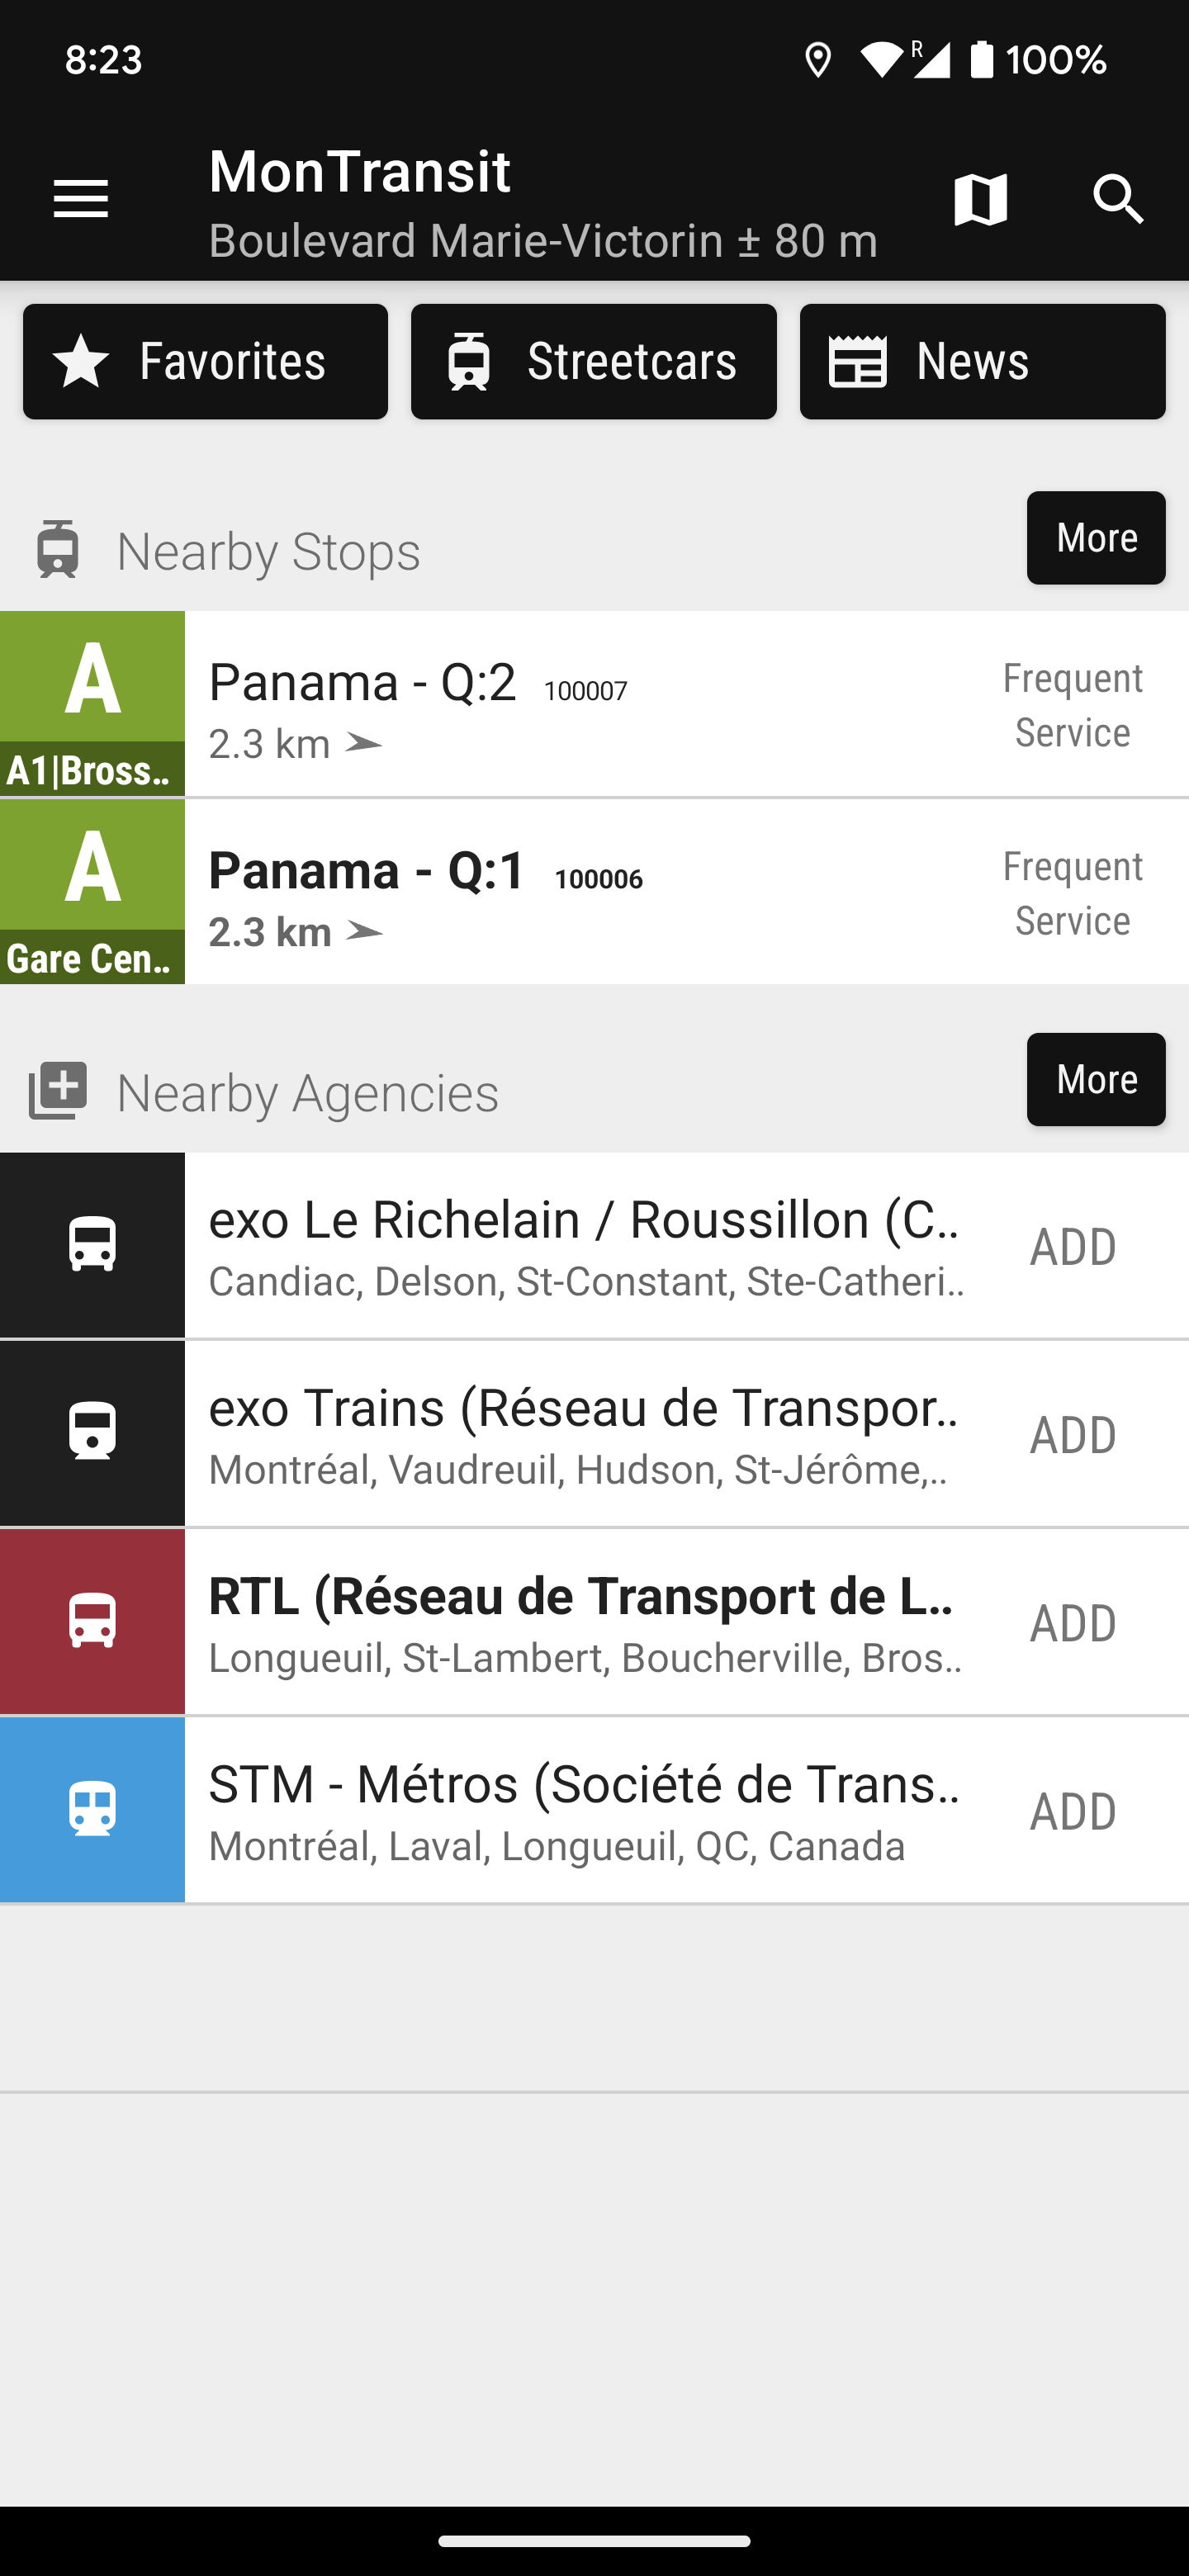 8:23
R
100%
MonTransit
Boulevard Marie-Victorin ± 80 m
Favorites
Streetcars
News
Nearby Stops
More
A
A1|Bross..
Panama - Q:2 100007
2.3 km
Frequent
Service
A
Gare Cen..
Panama - Q:1 100006
2.3 km
Frequent
Service
Nearby Agencies
More
exo Le Richelain / Roussillon (C..
Candiac, Delson, St-Constant, Ste-Catheri..
ADD
exo Trains (Réseau de Transpor..
Montréal, Vaudreuil, Hudson, St-Jérôme,..
ADD
RTL (Réseau de Transport de L..
Longueuil, St-Lambert, Boucherville, Bros..
ADD
STM - Métros (Société de Trans..
Montréal, Laval, Longueuil, QC, Canada
ADD